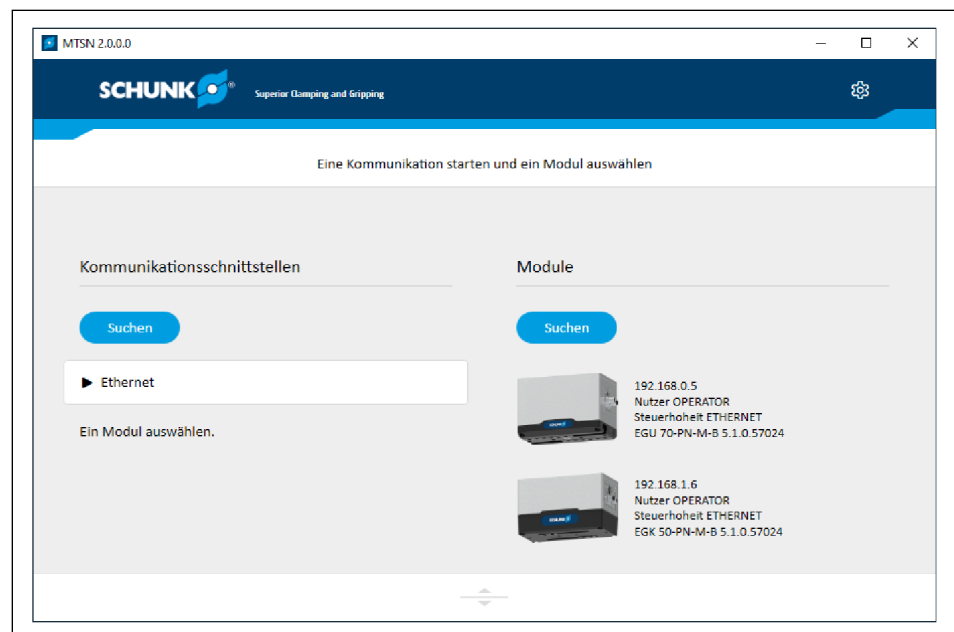 MTSN 2.0.0.0
SCHUNK ®
Superior Clamping and Gripping
Eine Kommunikation starten und ein Modul auswählen
Kommunikationsschnittstellen
Suchen
Ethernet
Ein Modul auswählen.
Module
Suchen
192.168.0.5
Nutzer OPERATOR
Steuerhoheit ETHERNET
EGU 70-PN-M-B 5.1.0.57024
192.168.1.6
Nutzer OPERATOR
Steuerhoheit ETHERNET
EGK 50-PN-M-B 5.1.0.57024